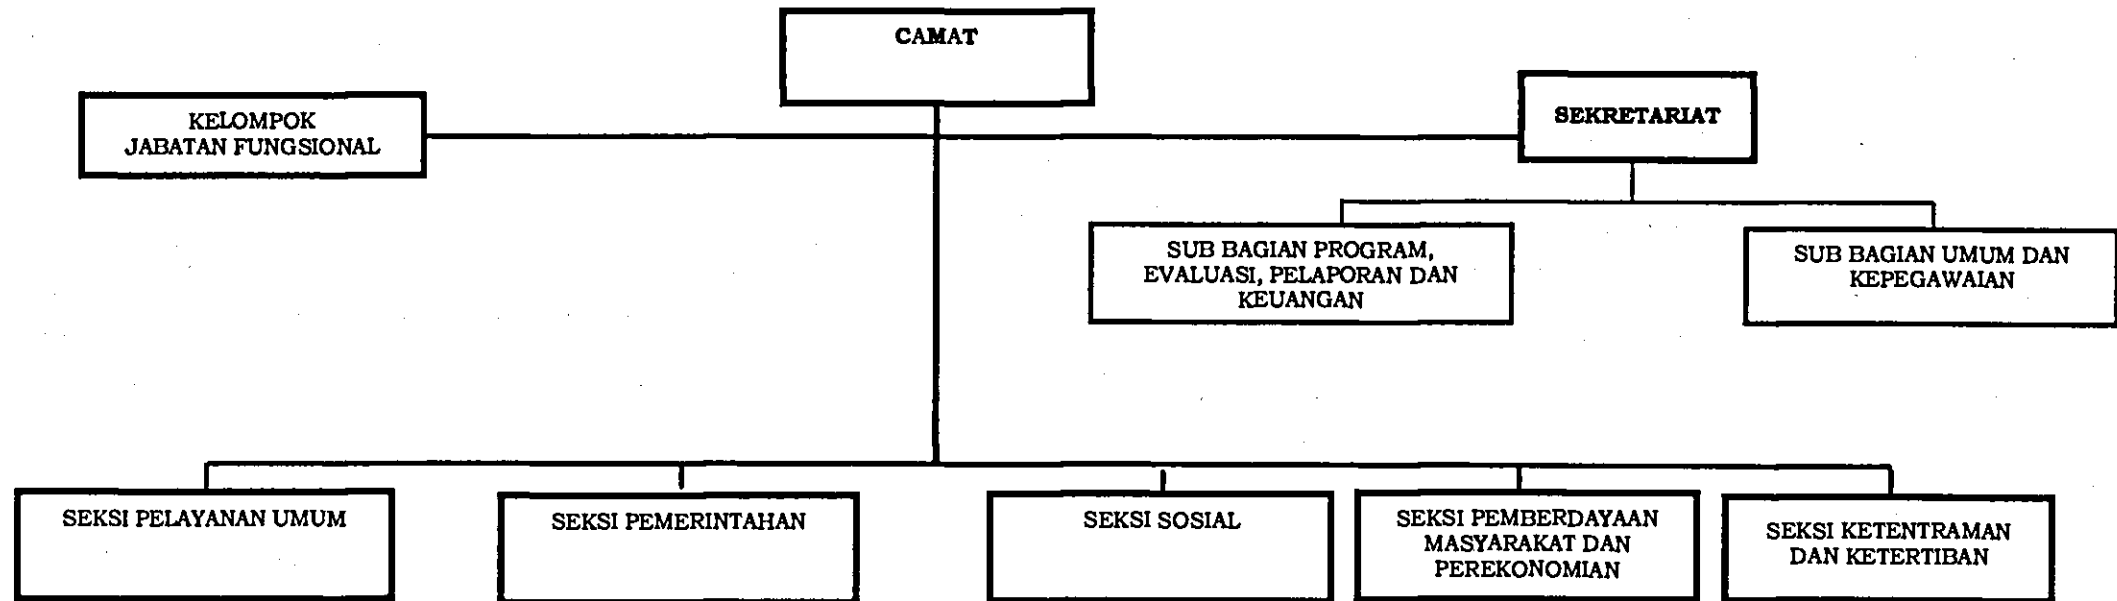 CAMAT
KELOMPOK
JABATAN FUNGSIONAL
SEKRETARIAT
SUB BAGIAN PROGRAM,
EVALUASI, PELAPORAN DAN
KEUANGAN
SUB BAGIAN UMUM DAN
KEPEGAWAIAN
SEKSI PELAYANAN UMUM
SEKSI PEMERINTAHAN
SEKSI SOSIAL
SEKSI PEMBERDAYAAN
MASYARAKAT DAN
PEREKONOMIAN
SEKSI KETENTRAMAN
DAN KETERTIBAN